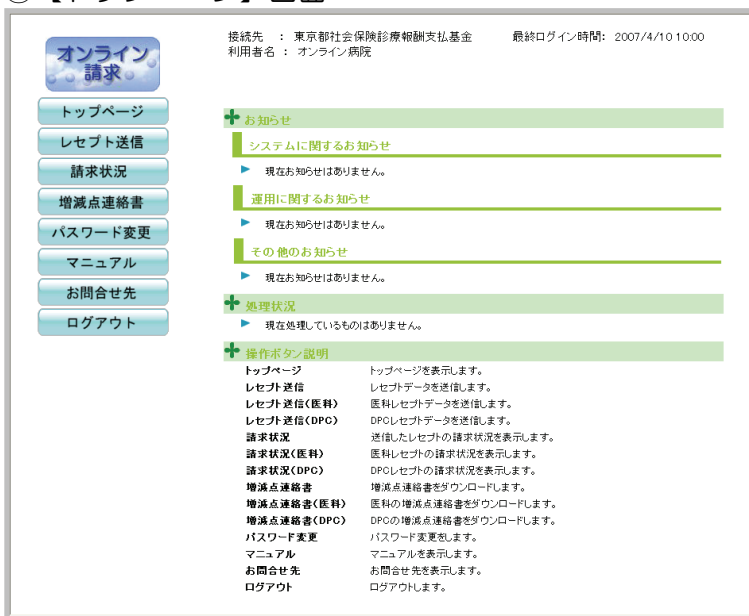 接続先 : 東京都社会保険診療報酬支払基金 最終ログイン時間: 2007/4/10 10:00
利用者名 : オンライン病院
オンライン
請求
トップページ
レセプト送信
請求状況
増減点連絡書
パスワード変更
マニュアル
お問合せ先
ログアウト
お知らせ
システムに関するお知らせ
現在お知らせはありません。
運用に関するお知らせ
現在お知らせはありません。
その他のお知らせ
現在お知らせはありません。
処理状況
現在処理しているものはありません。
操作ボタン説明
トップページ トップページを表示します。
レセプト送信 レセプトデータを送信します。
レセプト送信(医科) 医科レセプトデータを送信します。
レセプト送信(DPC) DPCレセプトデータを送信します。
請求状況 送信したレセプトの請求状況を表示します。
請求状況(医科) 医科レセプトの請求状況を表示します。
請求状況(DPC) DPCレセプトの請求状況を表示します。
増減点連絡書 増減点連絡書をダウンロードします。
増減点連絡書(医科) 医科の増減点連絡書をダウンロードします。
増減点連絡書(DPC) DPCの増減点連絡書をダウンロードします。
パスワード変更 パスワード変更をします。
マニュアル マニュアルを表示します。
お問合せ先 お問合せ先を表示します。
ログアウト ログアウトします。